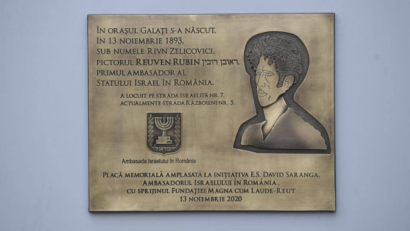 ÎN ORAȘUL GALAȚI S-A NĂSCUT,
ÎN 13 NOIEMBRIE 1893,
SUB NUMELE RIVN ZELICOVICI,
PICTORUL REUVEN RUBIN ראובן רובין,
PRIMUL AMBASADOR AL
STATULUI ISRAEL ÎN ROMÂNIA.
A LOCUIT PE STRADA ISRAELITĂ NR. 7,
ACTUALMENTE STRADA RĂZBOIENI NR. 5.
Ambasada Israelului în România
PLACĂ MEMORIALĂ AMPLASATĂ LA INIȚIATIVA E.S. DAVID SARANGA,
AMBASADORUL ISRAELULUI ÎN ROMÂNIA,
CU SPRIJINUL FUNDAȚIEI MAGNA CUM LAUDE-REUT
13 NOIEMBRIE 2020